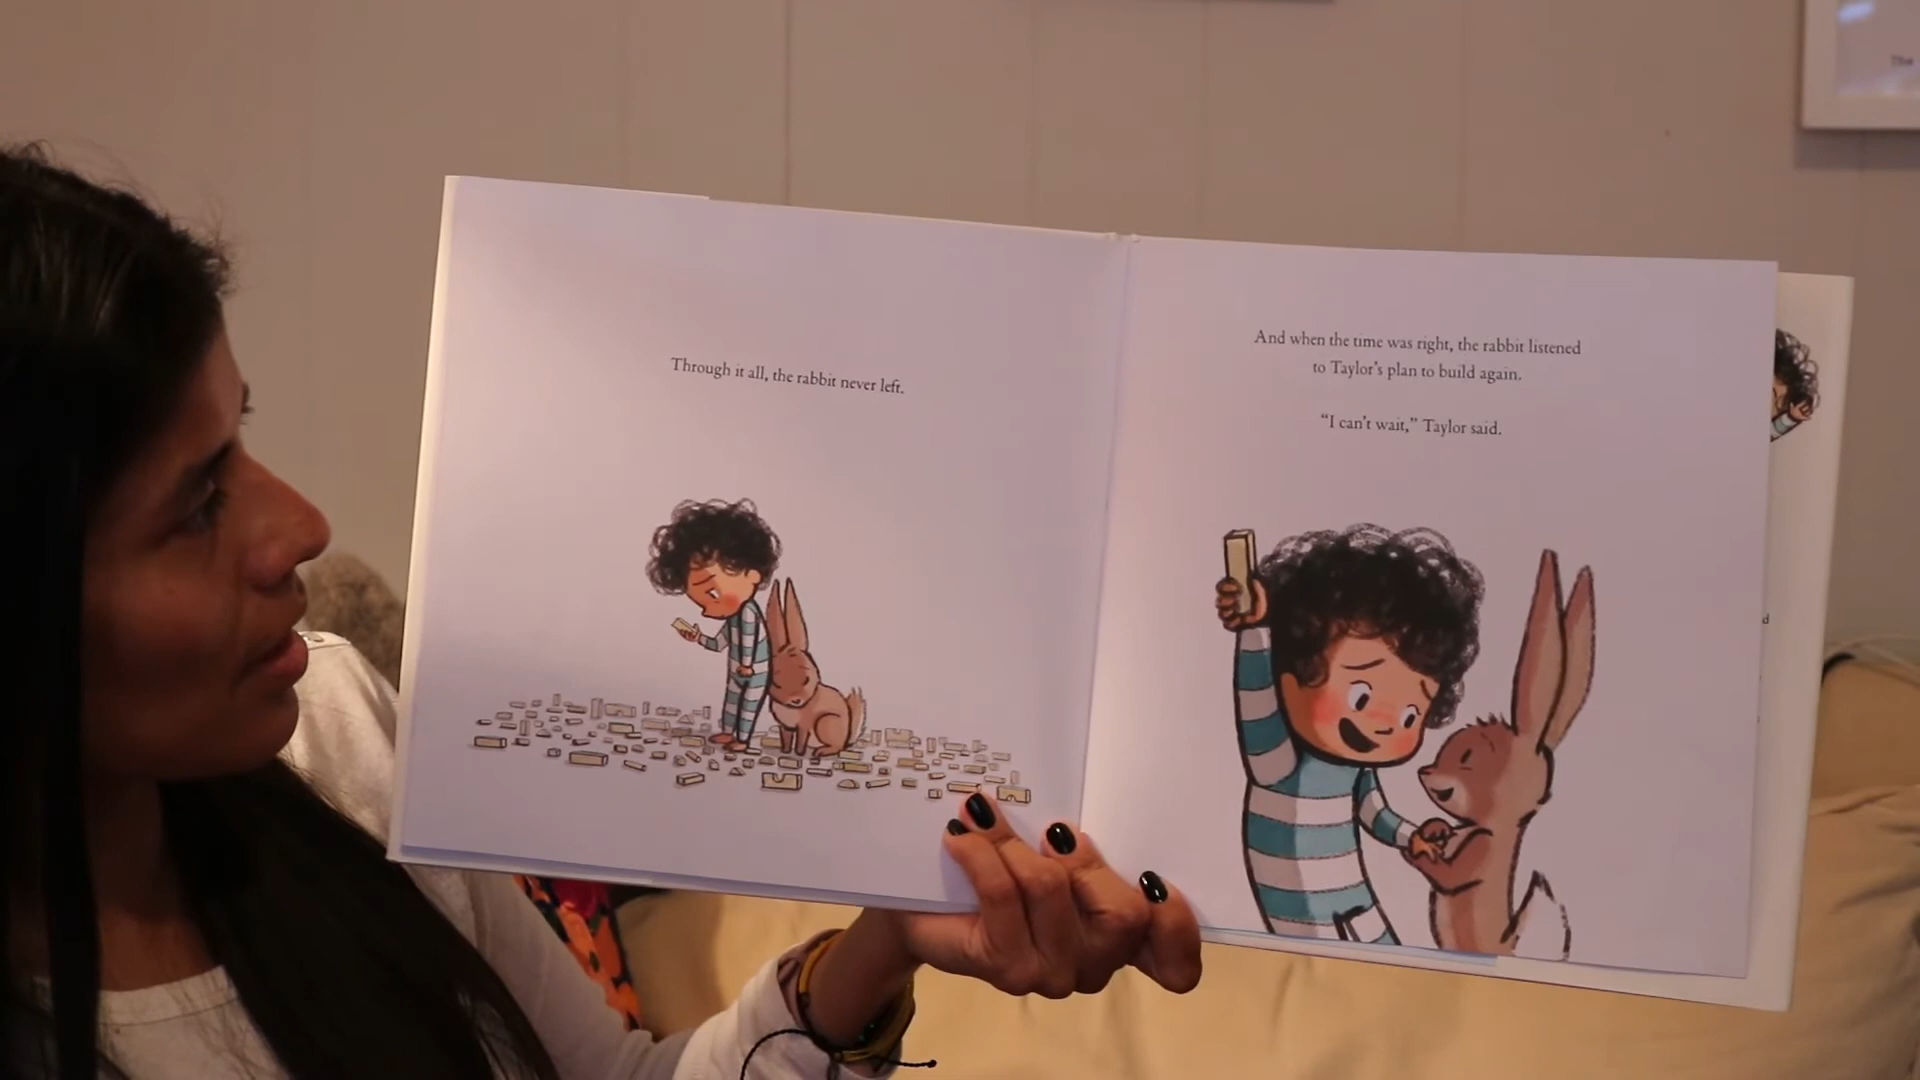 The
Through it all, the rabbit never left.
And when the time was right, the rabbit listened
to Taylor's plan to build again.
“I can't wait,” Taylor said.
d